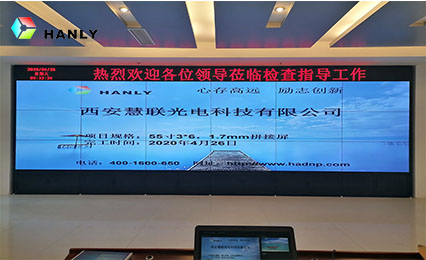 HANLY
热烈欢迎各位领导莅临检查指导工作
HANLY 心存高远 励志创新
西安慧联光电科技有限公司
项目规格：55寸3*6，1.7mm拼接屏
完工时间：2020年4月26日
电话：400-1600-650 http://www.hadnp.com